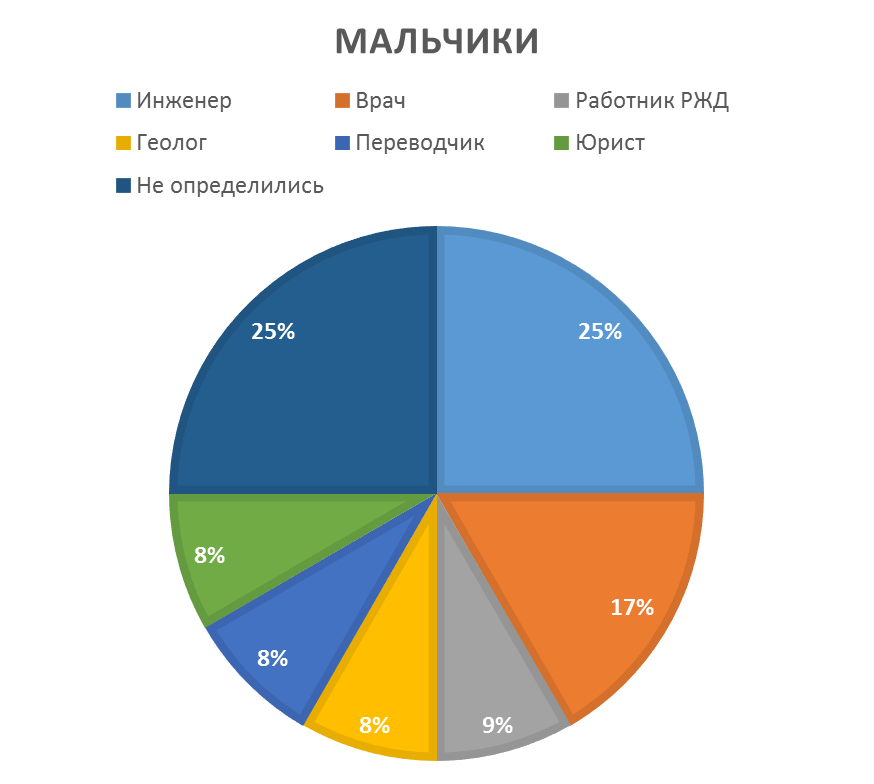 МАЛЬЧИКИ
Инженер Врач Работник РЖД
Геолог Переводчик Юрист
Не определились
25% 25%
8%
17%
8%
8% 9%